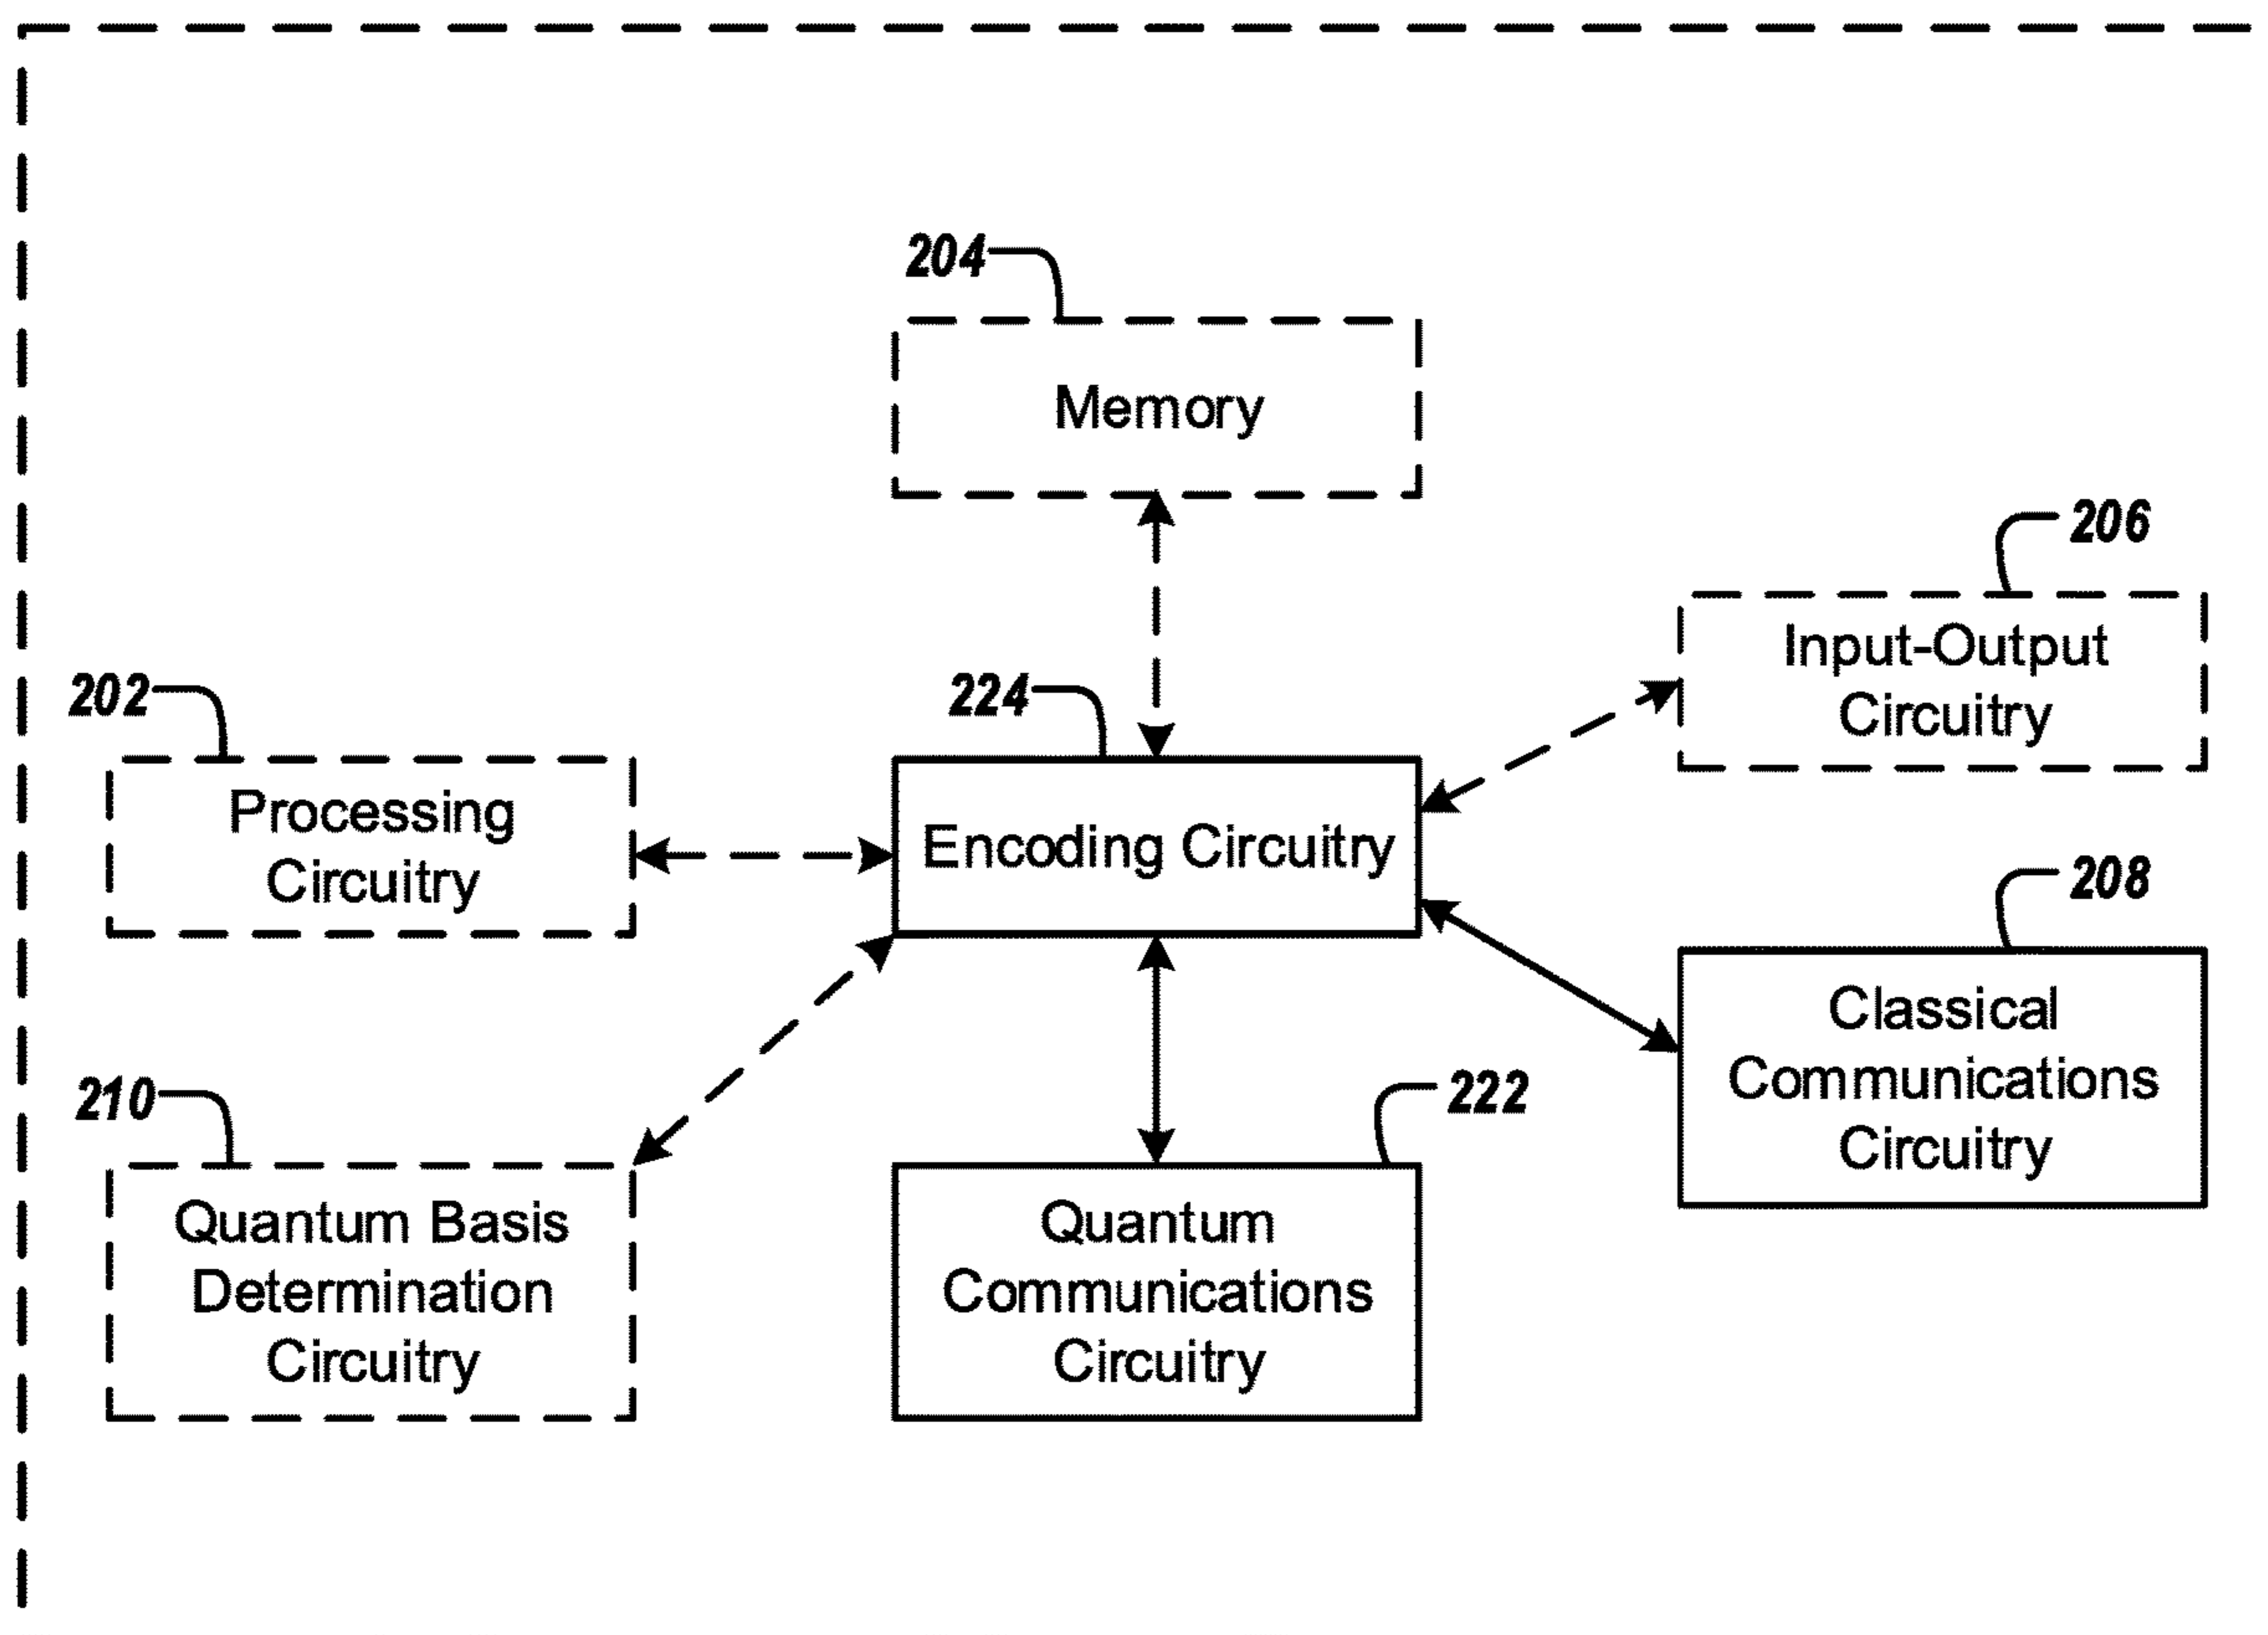 204
Memory
206
Input-Output
Circuitry
202
Processing
Circuitry
224
Encoding Circuitry
208
Classical
Communications
Circuitry
210
Quantum Basis
Determination
Circuitry
222
Quantum
Communications
Circuitry